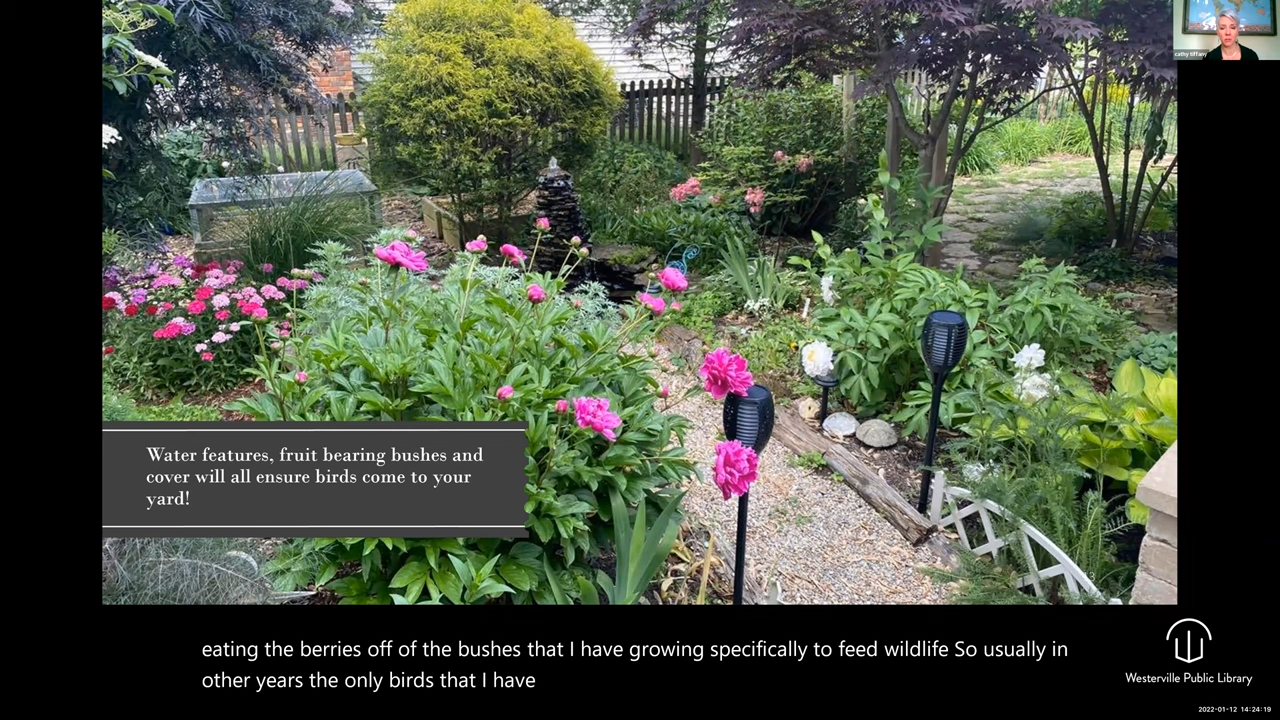 cathy tiffany
Water features, fruit bearing bushes and
cover will all ensure birds come to your
yard!
eating the berries off of the bushes that I have growing specifically to feed wildlife So usually in
other years the only birds that I have
Westerville Public Library
2022-01-12 14:24:19